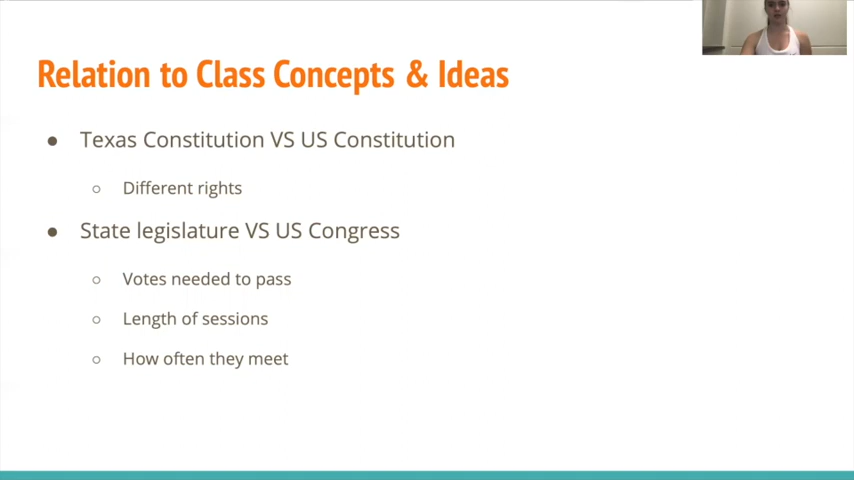 Relation to Class Concepts & Ideas
● Texas Constitution VS US Constitution
○ Different rights
● State legislature VS US Congress
○ Votes needed to pass
○ Length of sessions
○ How often they meet